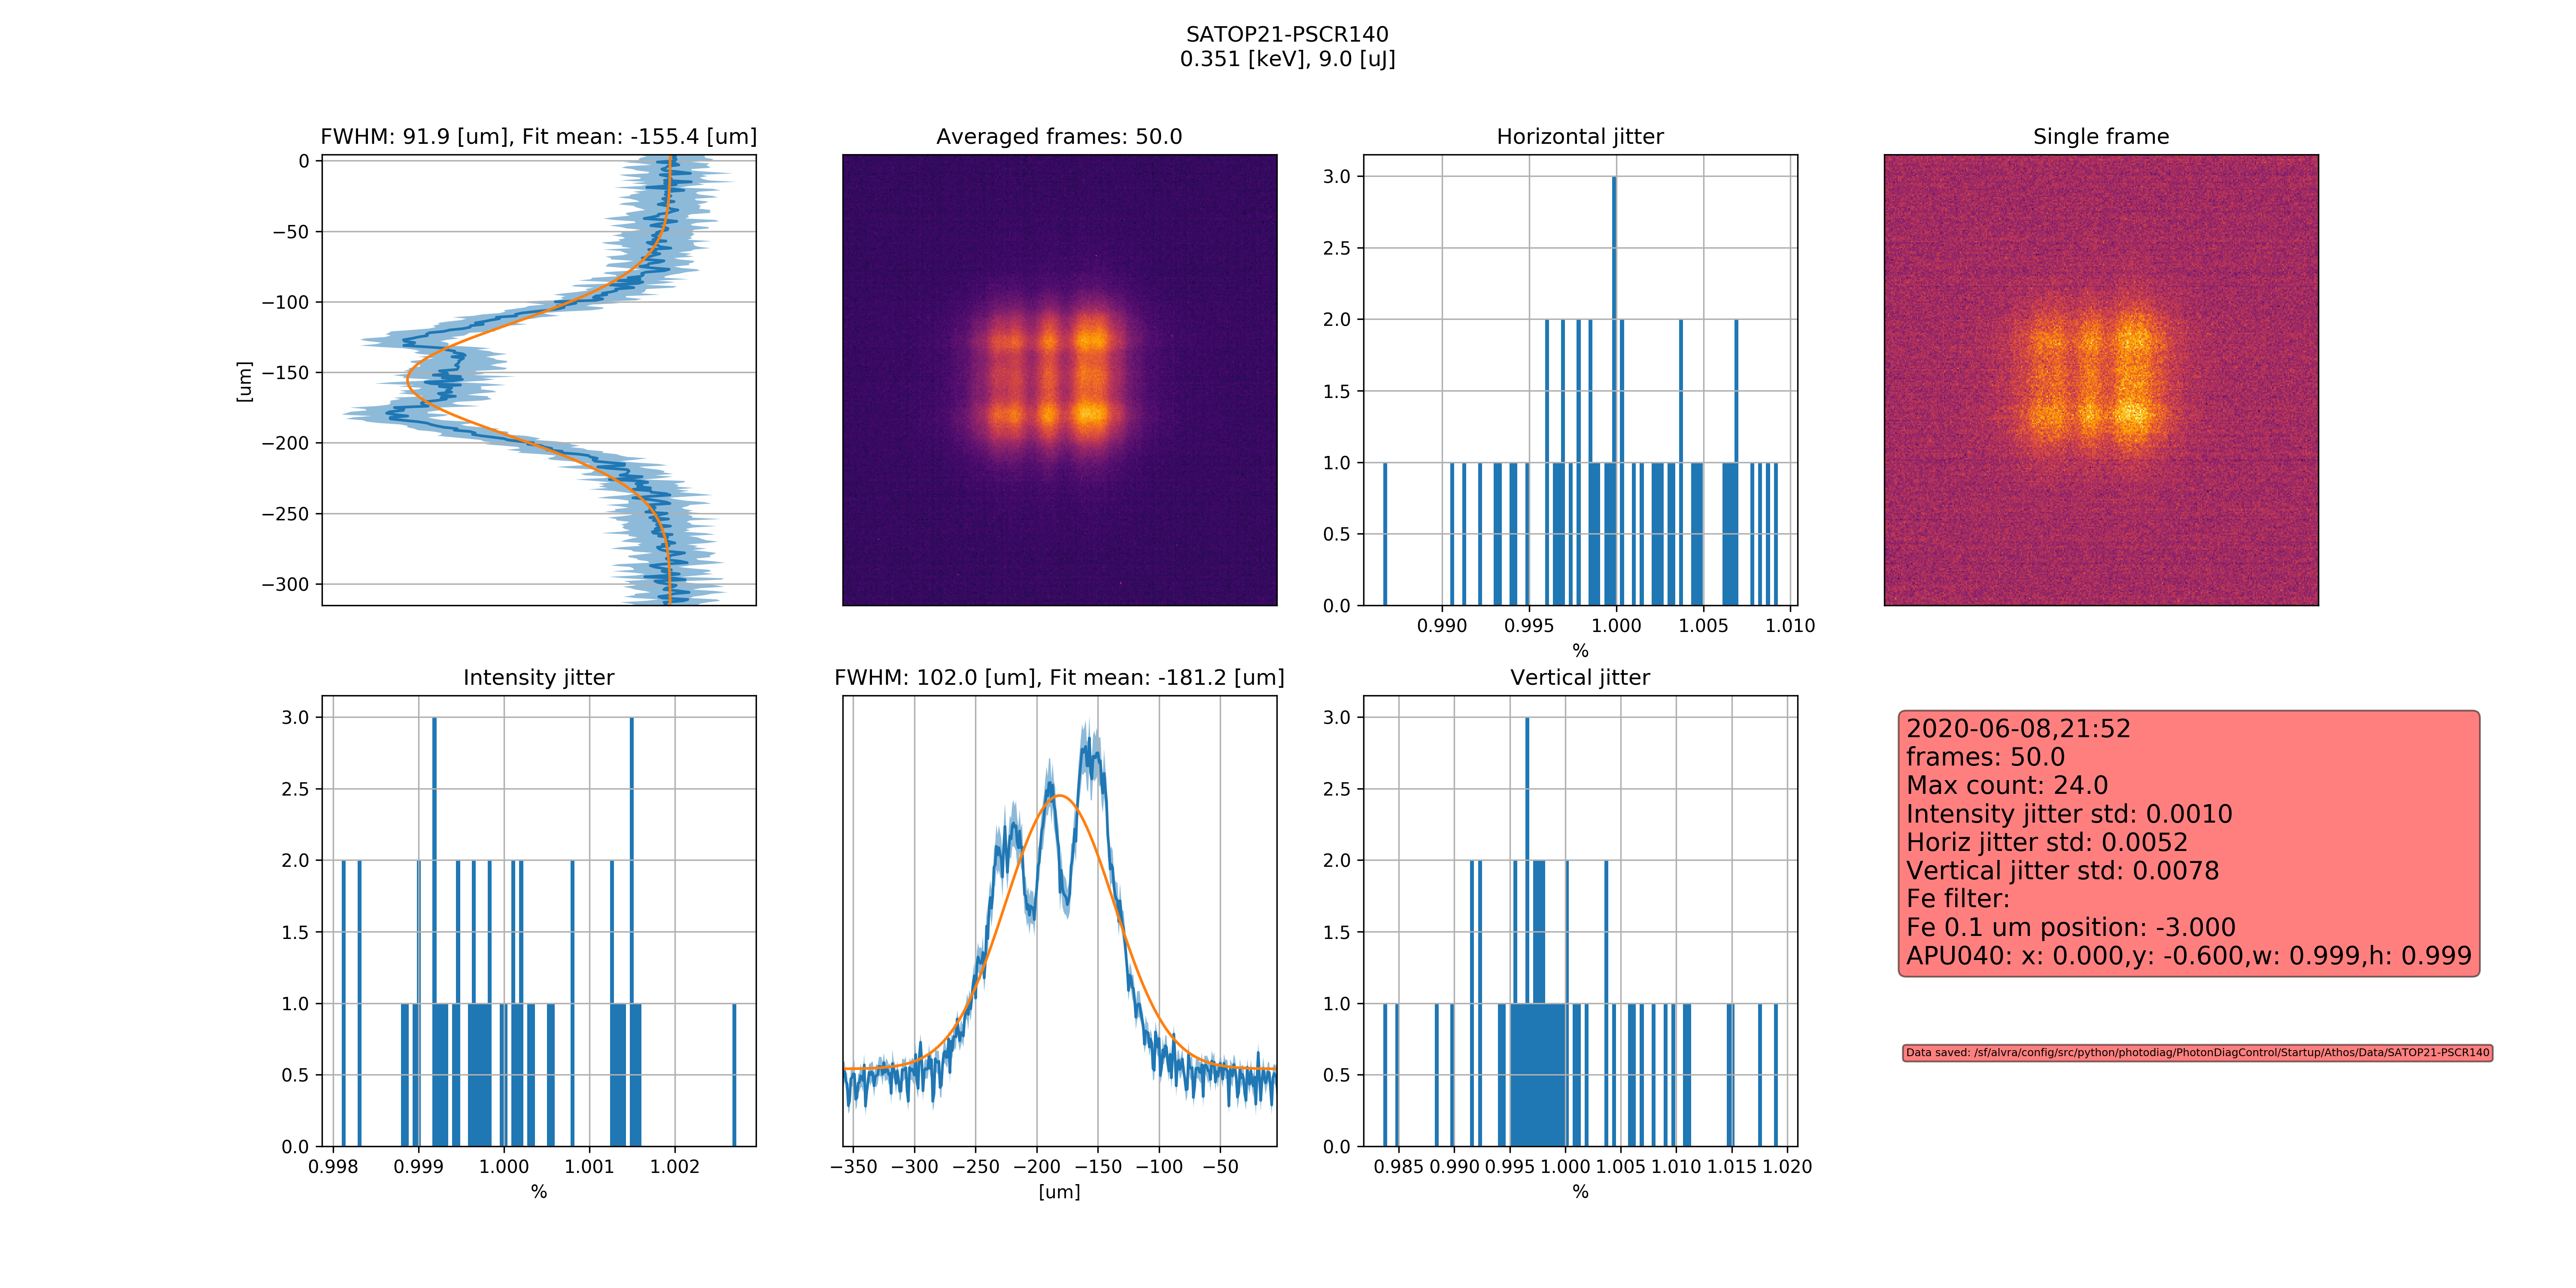 SATOP21-PSCR140
0.351 [keV], 9.0 [uJ]
FWHM: 91.9 [um], Fit mean: -155.4 [um]
0
−50
−100
−150
−200
−250
−300
[um]
Averaged frames: 50.0
Horizontal jitter
3.0
2.5
2.0
1.5
1.0
0.5
0.0
0.990 0.995 1.000 1.005 1.010
%
Single frame
Intensity jitter
3.0
2.5
2.0
1.5
1.0
0.5
0.0
0.998 0.999 1.000 1.001 1.002
%
FWHM: 102.0 [um], Fit mean: -181.2 [um]
−350 −300 −250 −200 −150 −100 −50
[um]
Vertical jitter
3.0
2.5
2.0
1.5
1.0
0.5
0.0
0.985 0.990 0.995 1.000 1.005 1.010 1.015 1.020
%
2020-06-08,21:52
frames: 50.0
Max count: 24.0
Intensity jitter std: 0.0010
Horiz jitter std: 0.0052
Vertical jitter std: 0.0078
Fe filter:
Fe 0.1 um position: -3.000
APU040: x: 0.000,y: -0.600,w: 0.999,h: 0.999
Data saved: /sf/alvra/config/src/python/photodiag/PhotonDiagControl/Startup/Athos/Data/SATOP21-PSCR140